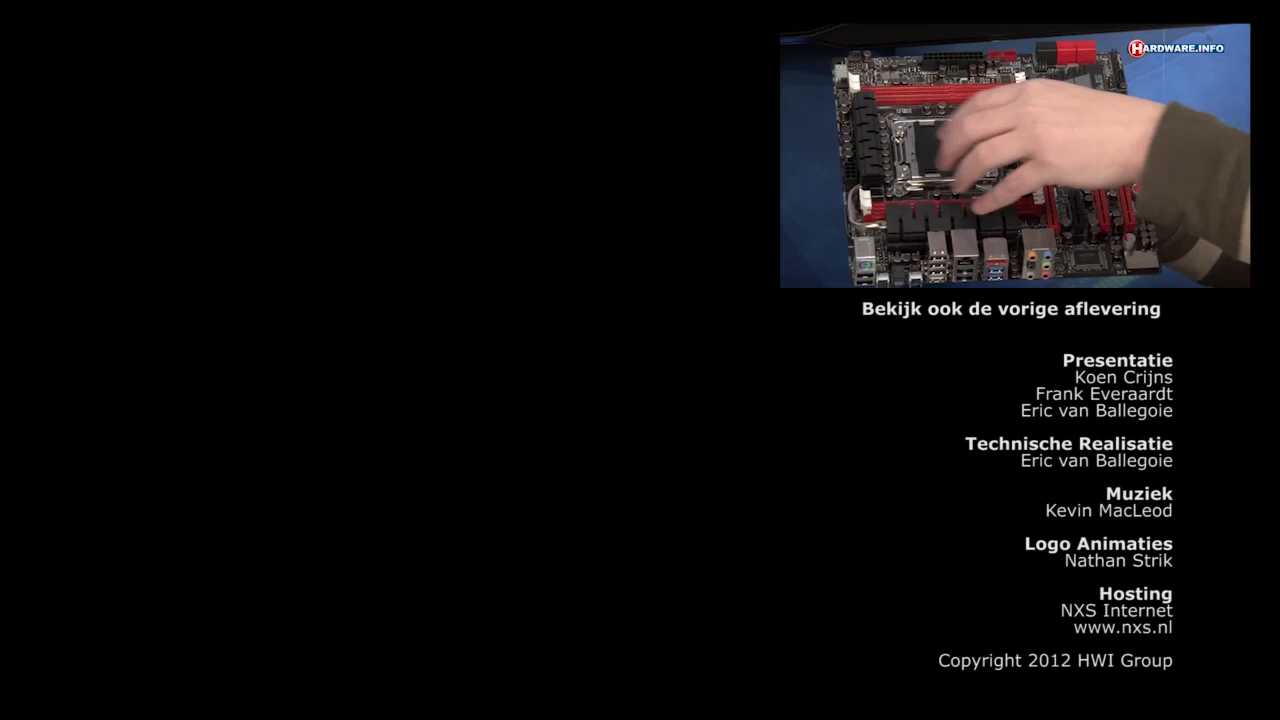 HARDWARE.INFO
Bekijk ook de vorige aflevering
Presentatie
Koen Crijns
Frank Everaardt
Eric van Ballegoie
Technische Realisatie
Eric van Ballegoie
Muziek
Kevin MacLeod
Logo Animaties
Nathan Strik
Hosting
NXS Internet
www.nxs.nl
Copyright 2012 HWI Group